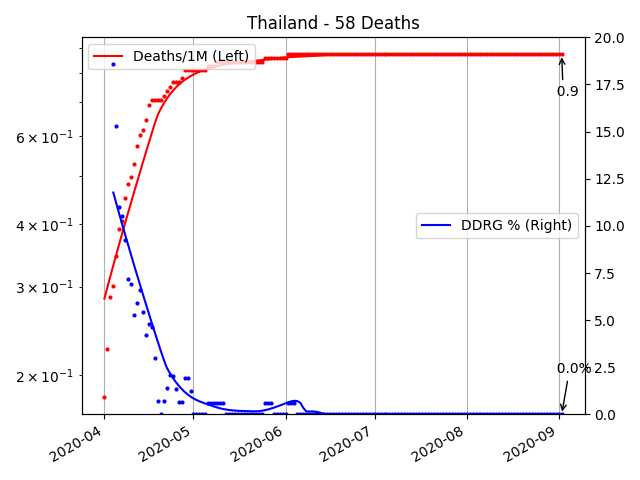 Thailand - 58 Deaths
Deaths/1M (Left)
DDRG % (Right)
0.9
0.0%
6 × 10⁻¹
4 × 10⁻¹
3 × 10⁻¹
2 × 10⁻¹
20.0
17.5
15.0
12.5
10.0
7.5
5.0
2.5
0.0
2020-04
2020-05
2020-06
2020-07
2020-08
2020-09